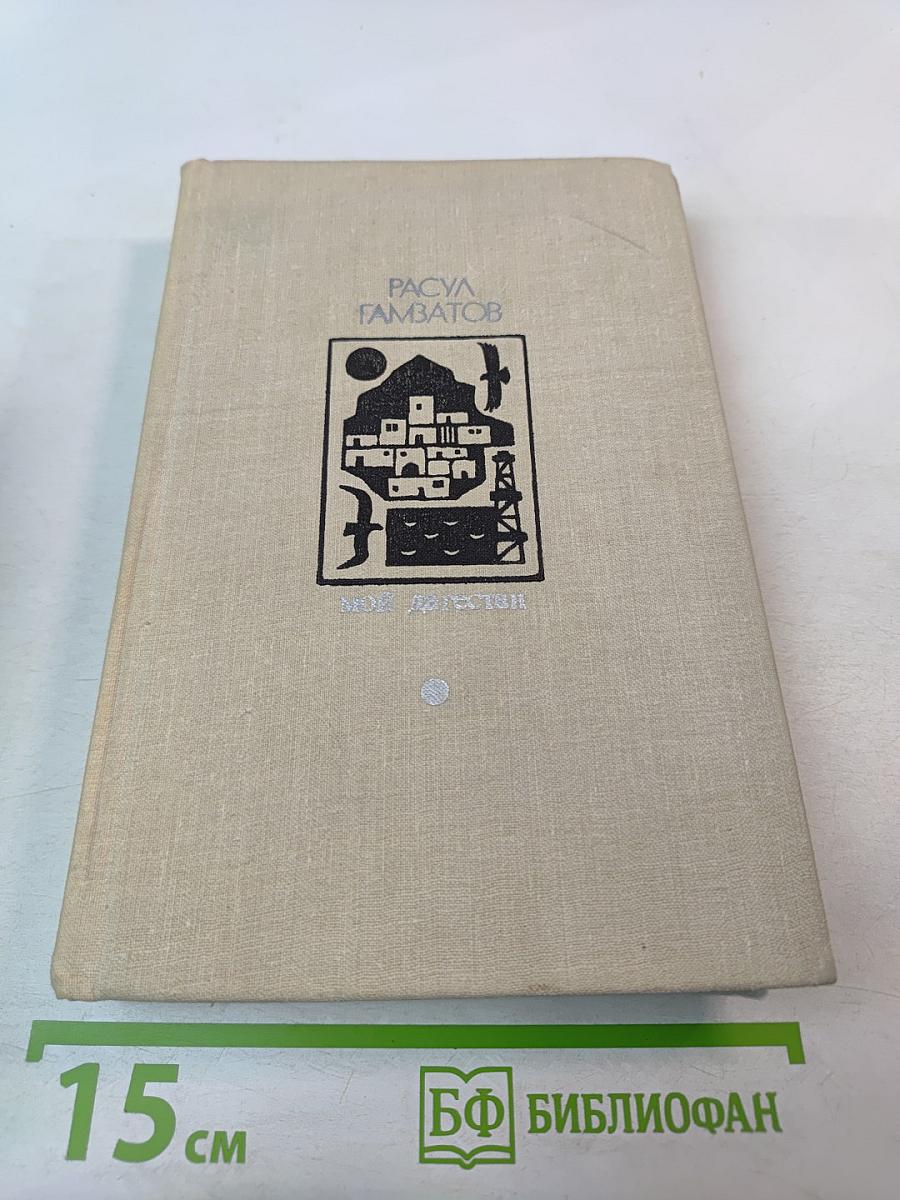 РАСУЛ
ГАМЗАТОВ
мой дагестан
15 см
БФ БИБЛИОФАН